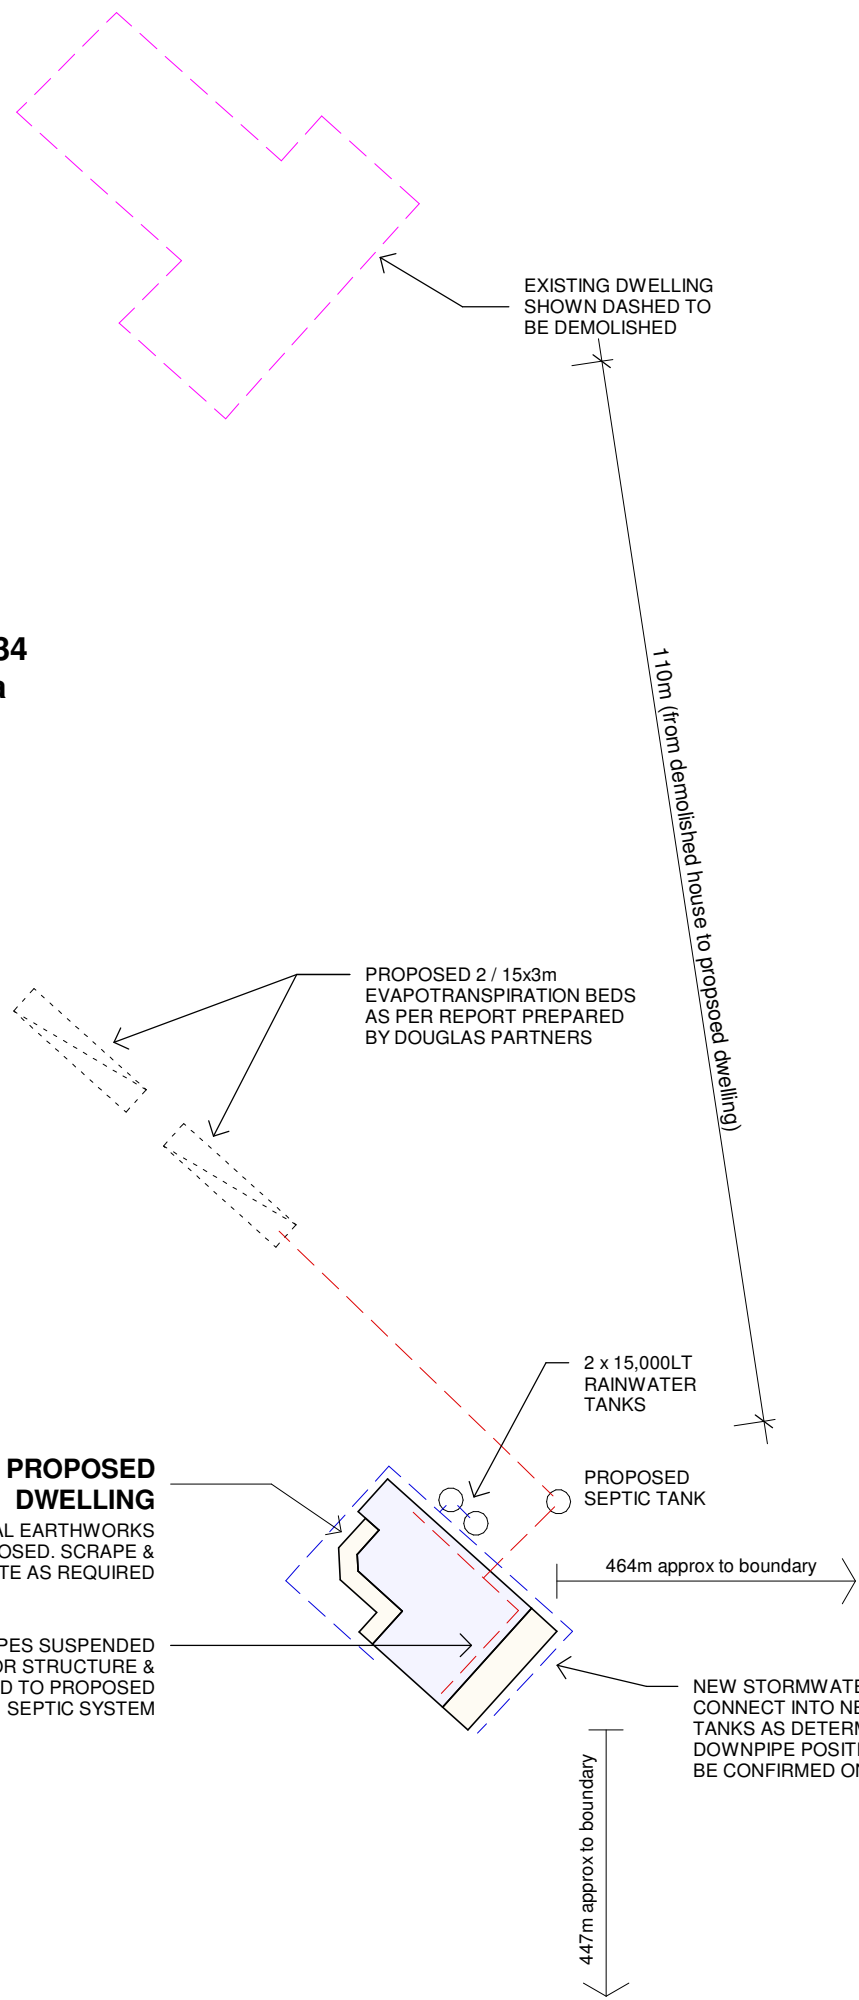 EXISTING DWELLING
SHOWN DASHED TO
BE DEMOLISHED
34
a
110m (from demolished house to propsoed dwelling)
PROPOSED 2 / 15x3m
EVAPOTRANSPIRATION BEDS
AS PER REPORT PREPARED
BY DOUGLAS PARTNERS
2 x 15,000LT
RAINWATER
TANKS
PROPOSED
SEPTIC TANK
PROPOSED
DWELLING
AL EARTHWORKS
OSED. SCRAPE &
TE AS REQUIRED
464m approx to boundary
PES SUSPENDED
OR STRUCTURE &
D TO PROPOSED
SEPTIC SYSTEM
NEW STORMWATE
CONNECT INTO NE
TANKS AS DETERM
DOWNPIPE POSITI
BE CONFIRMED ON
447m approx to boundary